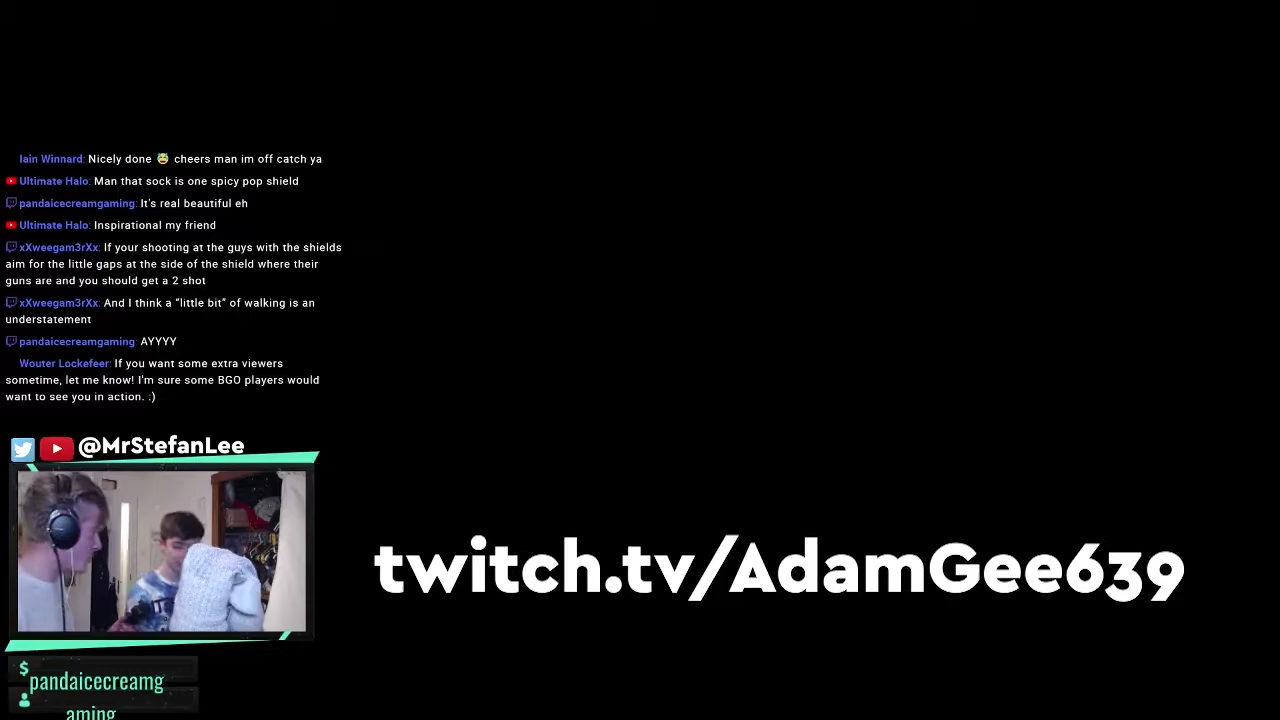 Iain Winnard: Nicely done 😂 cheers man im off catch ya
Ultimate Halo: Man that sock is one spicy pop shield
pandaicecreamgaming: It's real beautiful eh
Ultimate Halo: Inspirational my friend
xXweegam3rXx: If your shooting at the guys with the shields
aim for the little gaps at the side of the shield where their
guns are and you should get a 2 shot
xXweegam3rXx: And I think a “little bit” of walking is an
understatement
pandaicecreamgaming: AYYYY
Wouter Lockefeer: If you want some extra viewers
sometime, let me know! I'm sure some BGO players would
want to see you in action. :)
@MrStefanLee
twitch.tv/AdamGee639
$
pandaicecreamg
aming